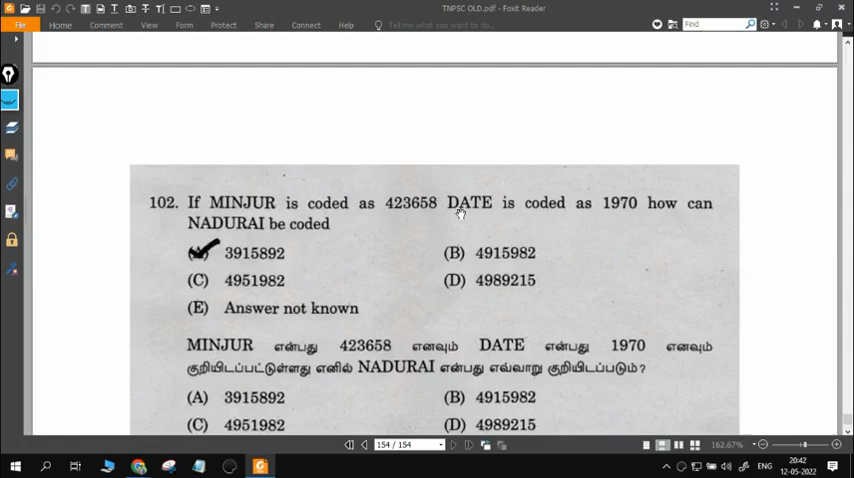 TNPSC OLD.pdf - Foxit Reader
File Home Comment View Form Protect Share Connect Help Tell me what you want to do... Find
102. If MINJUR is coded as 423658 DATE is coded as 1970 how can
NADURAI be coded
(A) 3915892 (B) 4915982
(C) 4951982 (D) 4989215
(E) Answer not known
MINJUR என்பது 423658 எனவும் DATE என்பது 1970 எனவும்
குறியிடப்பட்டுள்ளது எனில் NADURAI என்பது எவ்வாறு குறியிடப்படும்?
(A) 3915892 (B) 4915982
(C) 4951982 (D) 4989215
154 / 154 162.67%
ENG 20:42
12-05-2022